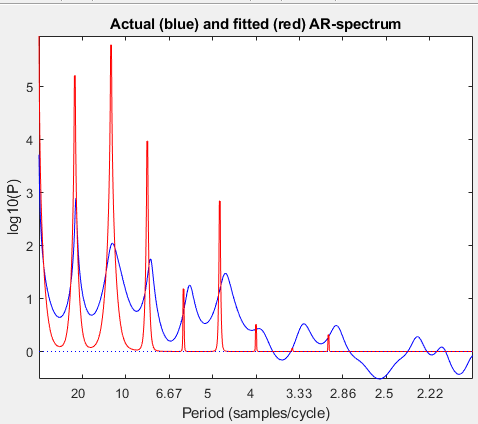 Actual (blue) and fitted (red) AR-spectrum
5
4
3
2
1
0
log10(P)
20 10 6.67 5 4 3.33 2.86 2.5 2.22
Period (samples/cycle)